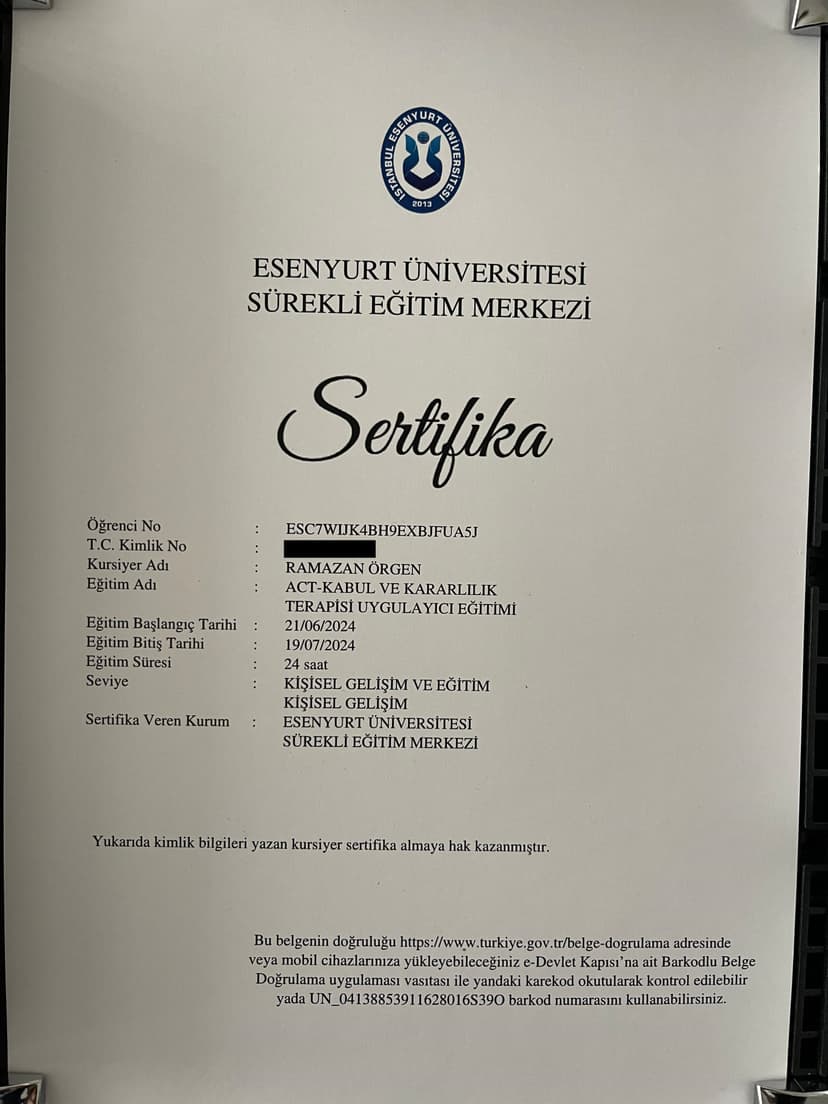 İSTANBUL ESENYURT ÜNİVERSİTESİ
2013
ESENYURT ÜNİVERSİTESİ
SÜREKLİ EĞİTİM MERKEZİ
Sertifika
Öğrenci No : ESC7WIJK4BH9EXBJFUA5J
T.C. Kimlik No :
Kursiyer Adı : RAMAZAN ÖRGEN
Eğitim Adı : ACT-KABUL VE KARARLILIK
TERAPİSİ UYGULAYICI EĞİTİMİ
Eğitim Başlangıç Tarihi : 21/06/2024
Eğitim Bitiş Tarihi : 19/07/2024
Eğitim Süresi : 24 saat
Seviye : KİŞİSEL GELİŞİM VE EĞİTİM
KİŞİSEL GELİŞİM
Sertifika Veren Kurum : ESENYURT ÜNİVERSİTESİ
SÜREKLİ EĞİTİM MERKEZİ
Yukarıda kimlik bilgileri yazan kursiyer sertifika almaya hak kazanmıştır.
Bu belgenin doğruluğu https://www.turkiye.gov.tr/belge-dogrulama adresinde
veya mobil cihazlarınıza yükleyebileceğiniz e-Devlet Kapısı'na ait Barkodlu Belge
Doğrulama uygulaması vasıtası ile yandaki karekod okutularak kontrol edilebilir
yada UN_04138853911628016S39O barkod numarasını kullanabilirsiniz.